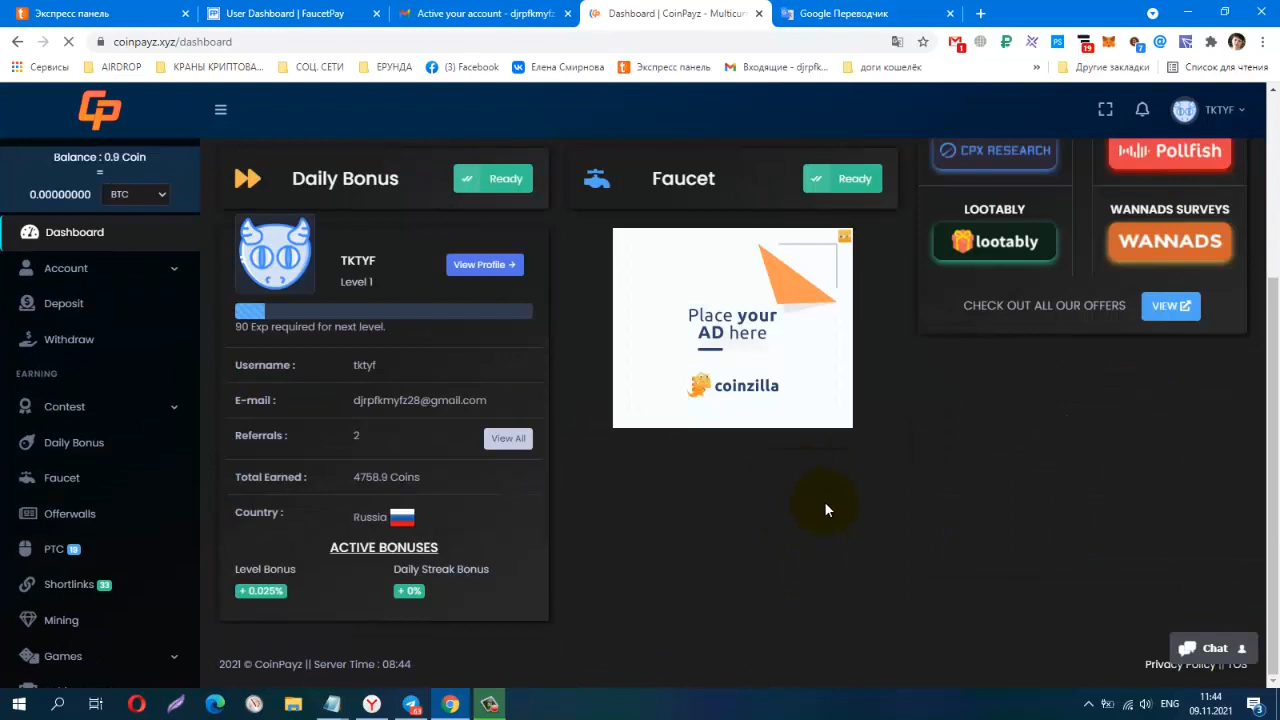 Экспресс панель
User Dashboard | FaucetPay
Active your account - djrpfkmyfz
Dashboard | CoinPayz - Multicurr
Google Переводчик
coinpayz.xyz/dashboard
Сервисы
AIRDROP
КРАНЫ КРИПТОВА...
СОЦ. СЕТИ
ЕРУНДА
(3) Facebook
Елена Смирнова
Экспресс панель
Входящие - djrpfk...
доги кошелёк
»
Другие закладки
Список для чтения
TKTYF
Balance : 0.9 Coin
=
0.00000000 BTC
Dashboard
Account
Deposit
Withdraw
EARNING
Contest
Daily Bonus
Faucet
Offerwalls
PTC 19
Shortlinks 33
Mining
Games
Daily Bonus
Ready
Faucet
Ready
TKTYF
Level 1
View Profile →
90 Exp required for next level.
Username : tktyf
E-mail : djrpfkmyfz28@gmail.com
Referrals : 2 View All
Total Earned : 4758.9 Coins
Country : Russia
ACTIVE BONUSES
Level Bonus Daily Streak Bonus
+ 0.025% + 0%
Place your
AD here
coinzilla
CPX RESEARCH
Pollfish
LOOTABLY
WANNADS SURVEYS
lootably
WANNADS
CHECK OUT ALL OUR OFFERS
VIEW
2021 © CoinPayz || Server Time : 08:44
Chat
Privacy Policy || TOS
ENG
11:44
09.11.2021